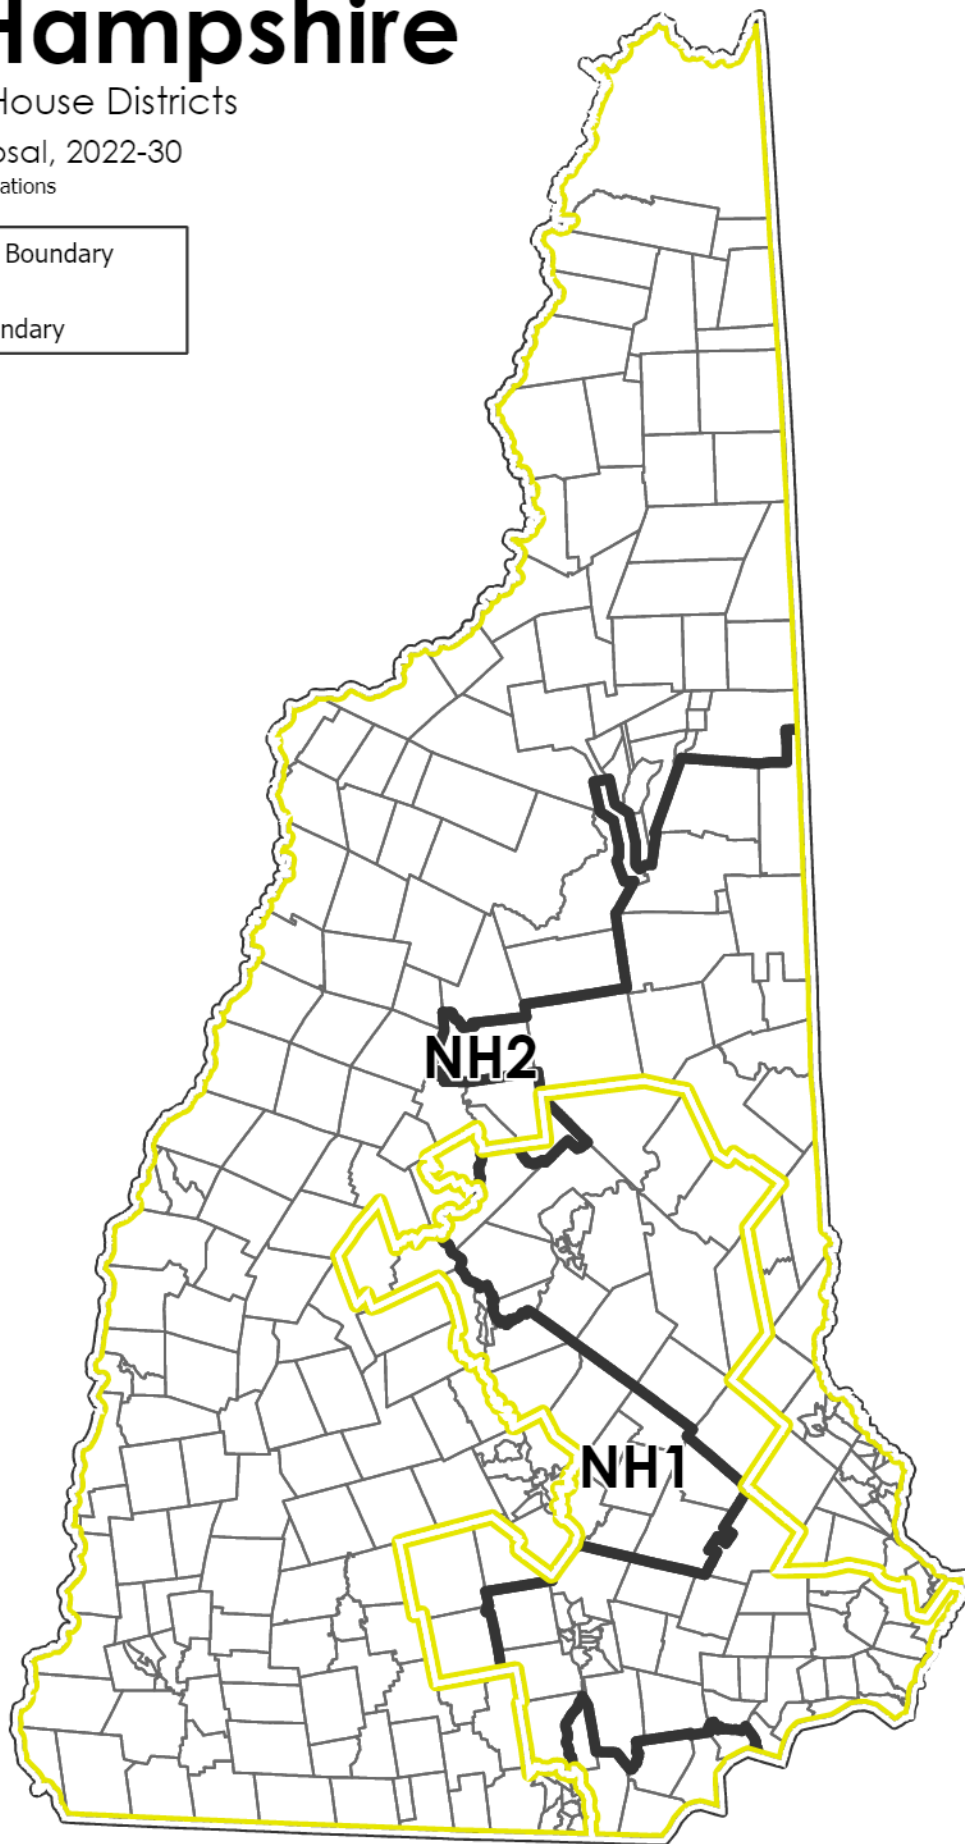 Hampshire
House Districts
osal, 2022-30
ations
Boundary
ndary
NH2
NH1